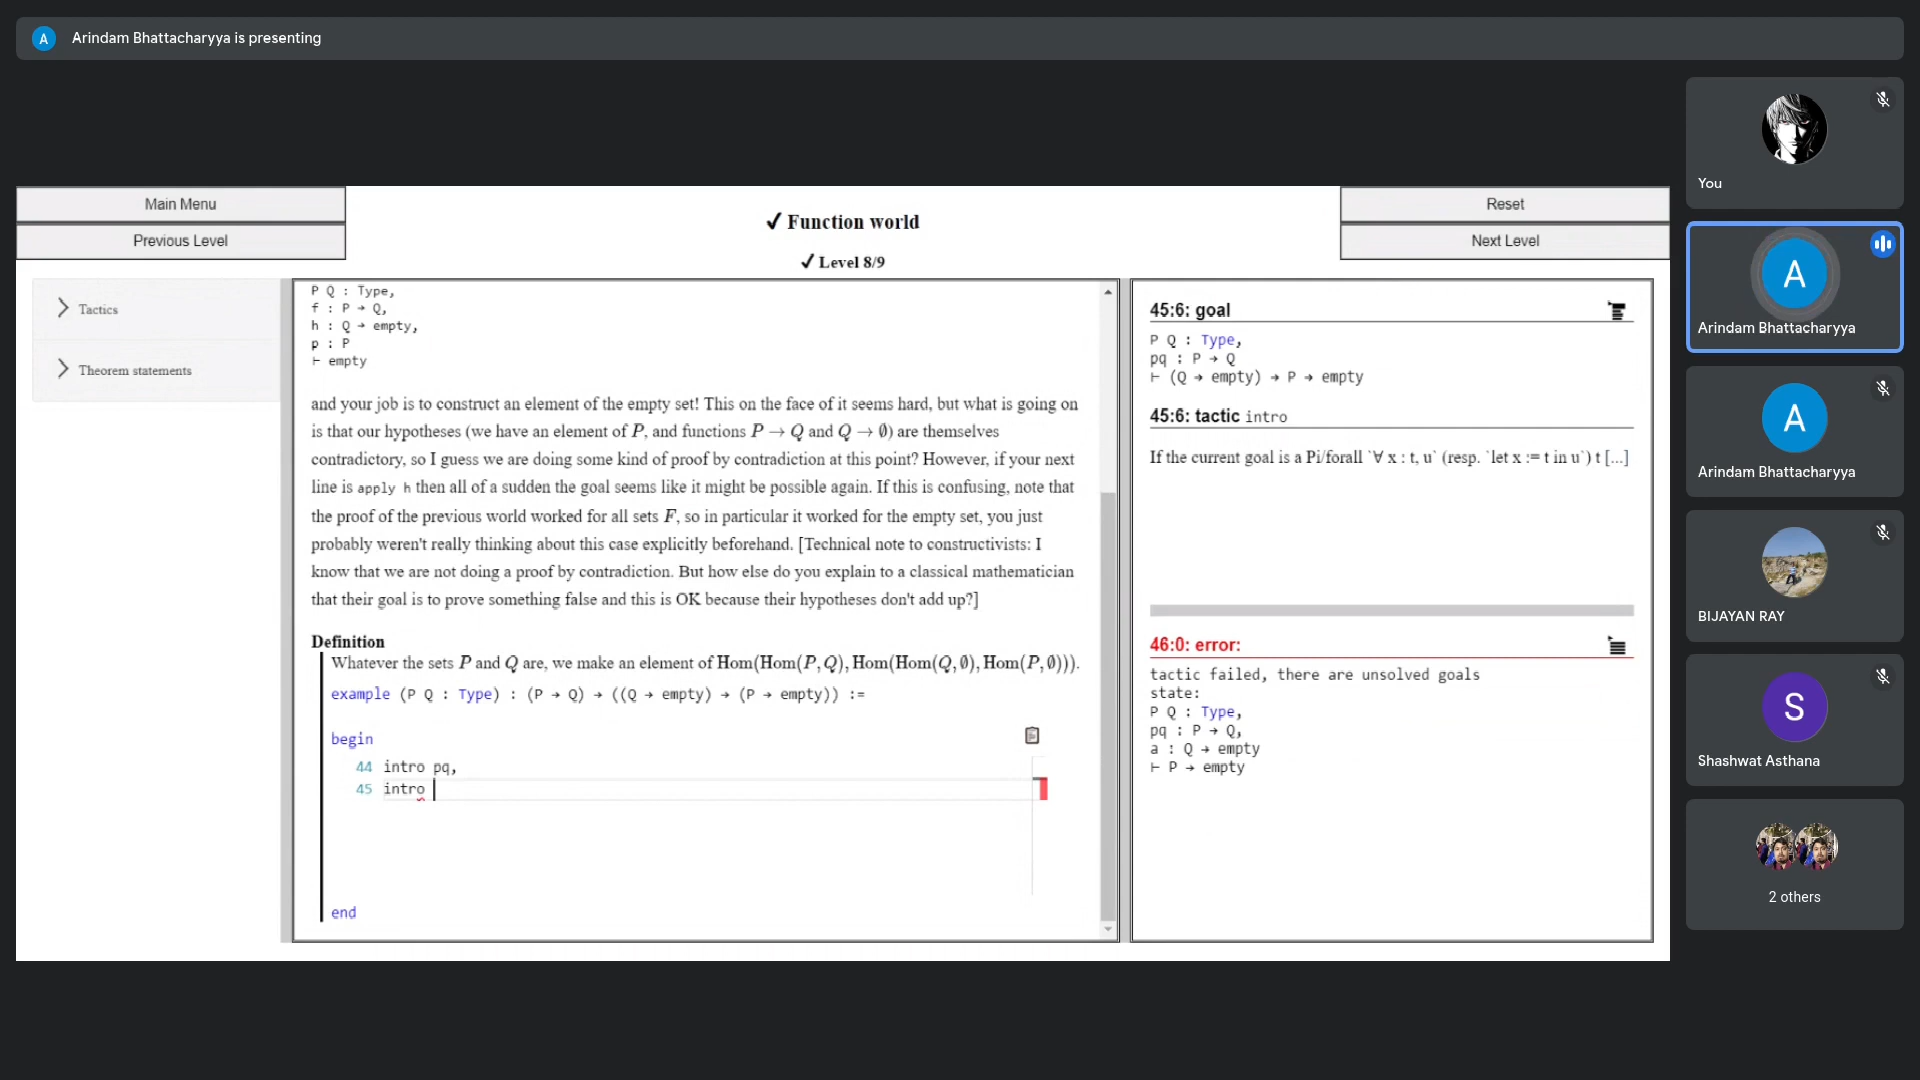 A Arindam Bhattacharyya is presenting
Main Menu
Previous Level
✓ Function world
✓ Level 8/9
Reset
Next Level
Tactics
Theorem statements
P Q : Type,
f : P → Q,
h : Q → empty,
p : P
⊢ empty
and your job is to construct an element of the empty set! This on the face of it seems hard, but what is going on
is that our hypotheses (we have an element of P, and functions P → Q and Q → ∅) are themselves
contradictory, so I guess we are doing some kind of proof by contradiction at this point? However, if your next
line is apply h then all of a sudden the goal seems like it might be possible again. If this is confusing, note that
the proof of the previous world worked for all sets F, so in particular it worked for the empty set, you just
probably weren't really thinking about this case explicitly beforehand. [Technical note to constructivists: I
know that we are not doing a proof by contradiction. But how else do you explain to a classical mathematician
that their goal is to prove something false and this is OK because their hypotheses don't add up?]
Definition
Whatever the sets P and Q are, we make an element of Hom(Hom(P, Q), Hom(Hom(Q, ∅), Hom(P, ∅))).
example (P Q : Type) : (P → Q) → ((Q → empty) → (P → empty)) :=
begin
44 intro pq,
45 intro
end
45:6: goal
P Q : Type,
pq : P → Q
⊢ (Q → empty) → P → empty
45:6: tactic intro
If the current goal is a Pi/forall `∀ x : t, u` (resp. `let x := t in u`) t [...]
46:0: error:
tactic failed, there are unsolved goals
state:
P Q : Type,
pq : P → Q,
a : Q → empty
⊢ P → empty
You
A
Arindam Bhattacharyya
A
Arindam Bhattacharyya
BIJAYAN RAY
S
Shashwat Asthana
2 others